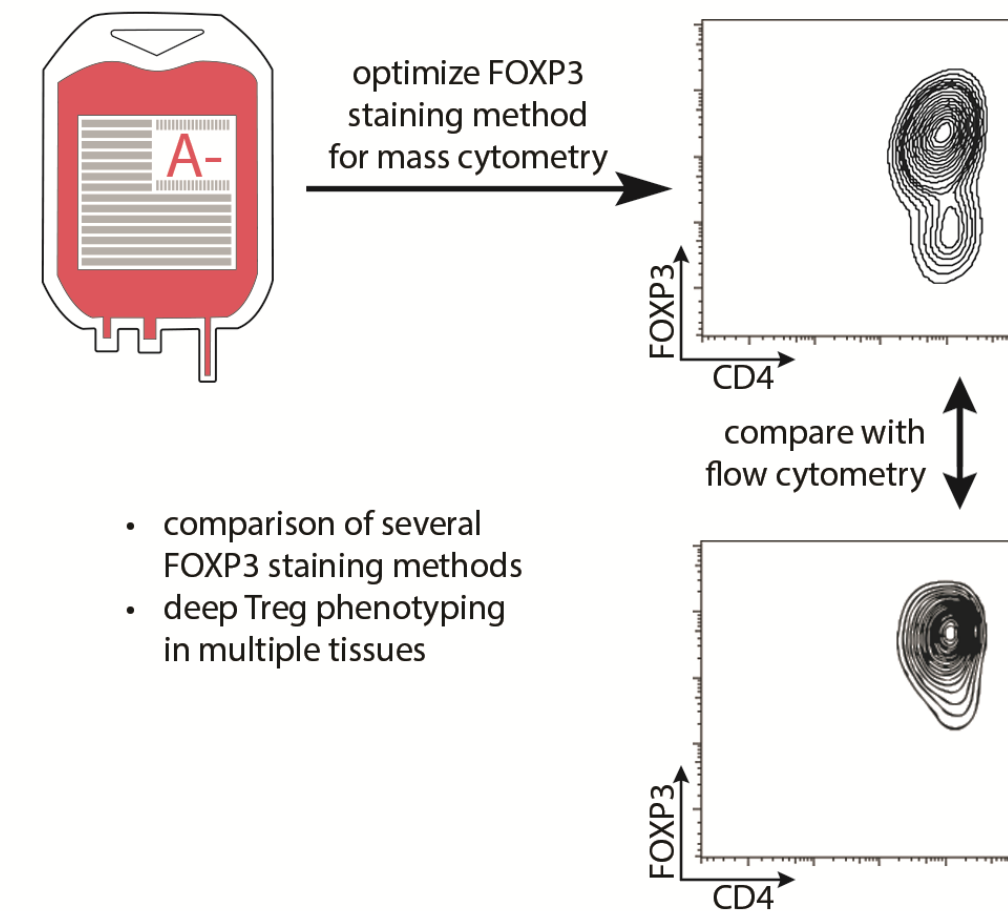 A-
optimize FOXP3
staining method
for mass cytometry
FOXP3
CD4
compare with
flow cytometry
• comparison of several
FOXP3 staining methods
• deep Treg phenotyping
in multiple tissues
FOXP3
CD4